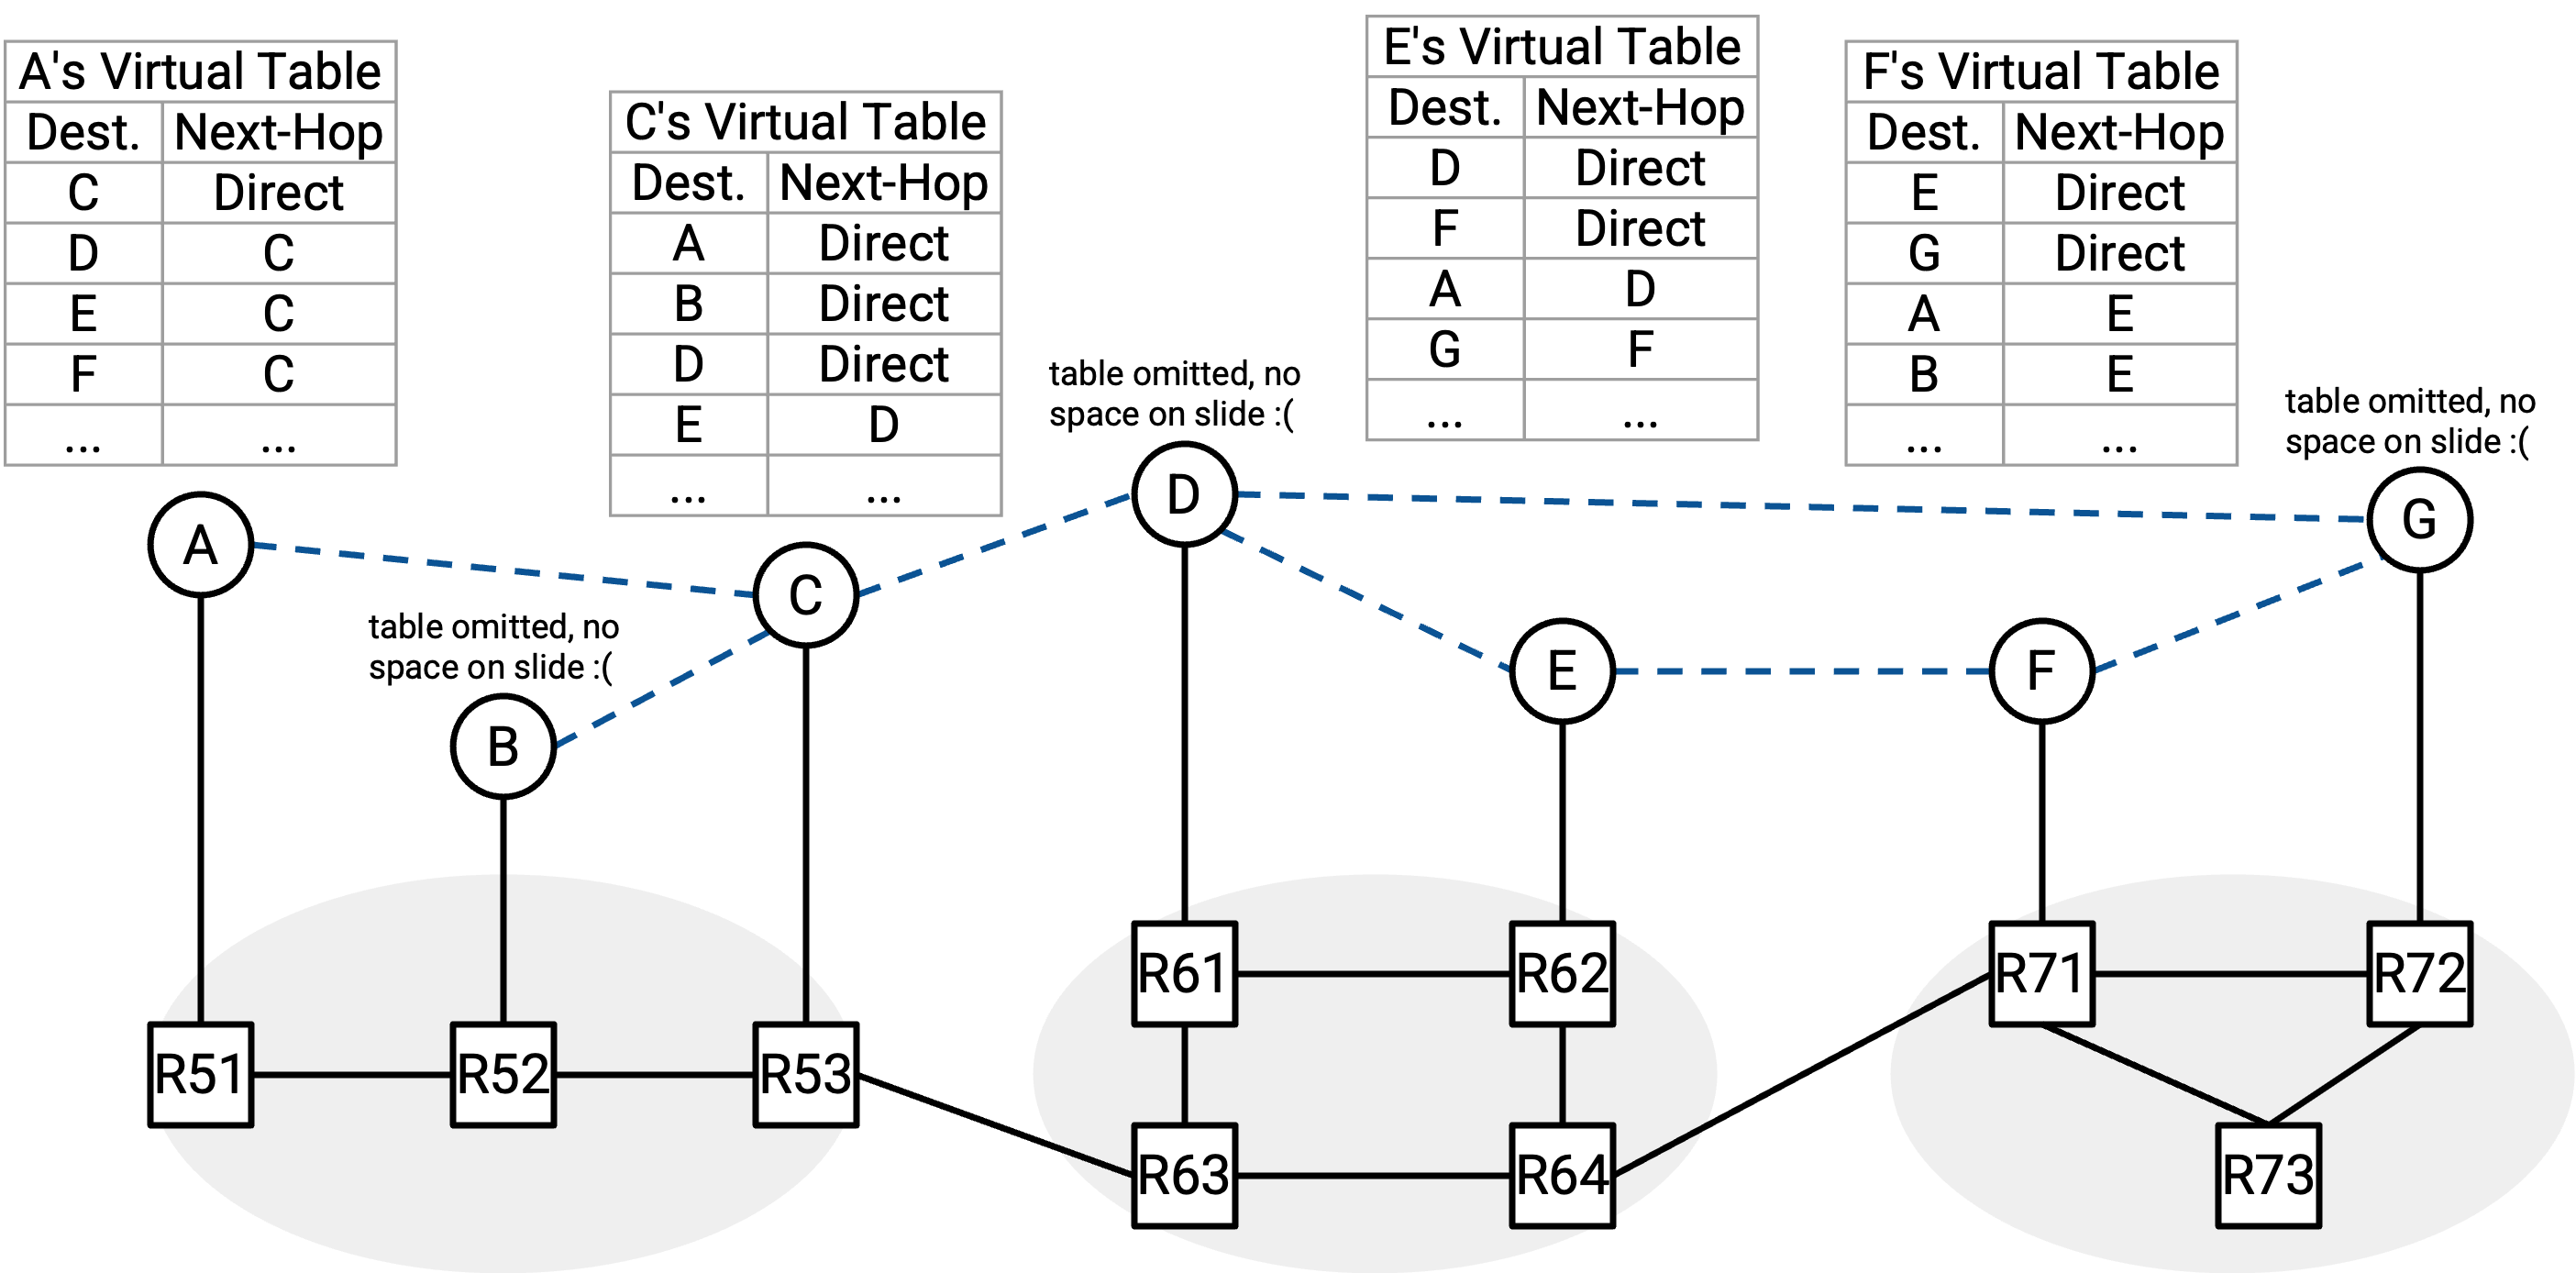 A's Virtual Table
Dest. Next-Hop
C Direct
D C
E C
F C
... ...
C's Virtual Table
Dest. Next-Hop
A Direct
B Direct
D Direct
E D
... ...
E's Virtual Table
Dest. Next-Hop
D Direct
F Direct
A D
G F
... ...
F's Virtual Table
Dest. Next-Hop
E Direct
G Direct
A E
B E
... ...
table omitted, no
space on slide :(
table omitted, no
space on slide :(
table omitted, no
space on slide :(
A
B
C
D
E
F
G
R51
R52
R53
R61
R62
R63
R64
R71
R72
R73